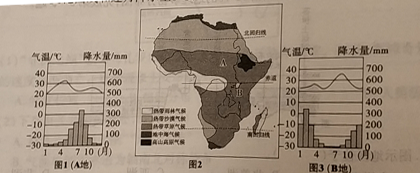 气温/℃ 降水量/mm
40 700
30 600
20 500
10 400
0 300
-10 200
-20 100
-30 0
1 4 7 10(月)
图1(A地)
北回归线
A
赤道
B
南回归线
热带雨林气候
热带沙漠气候
热带草原气候
地中海气候
高山高原气候
图2
气温/℃ 降水量/mm
40 700
30 600
20 500
10 400
0 300
-10 200
-20 100
-30 0
1 4 7 10(月)
图3(B地)